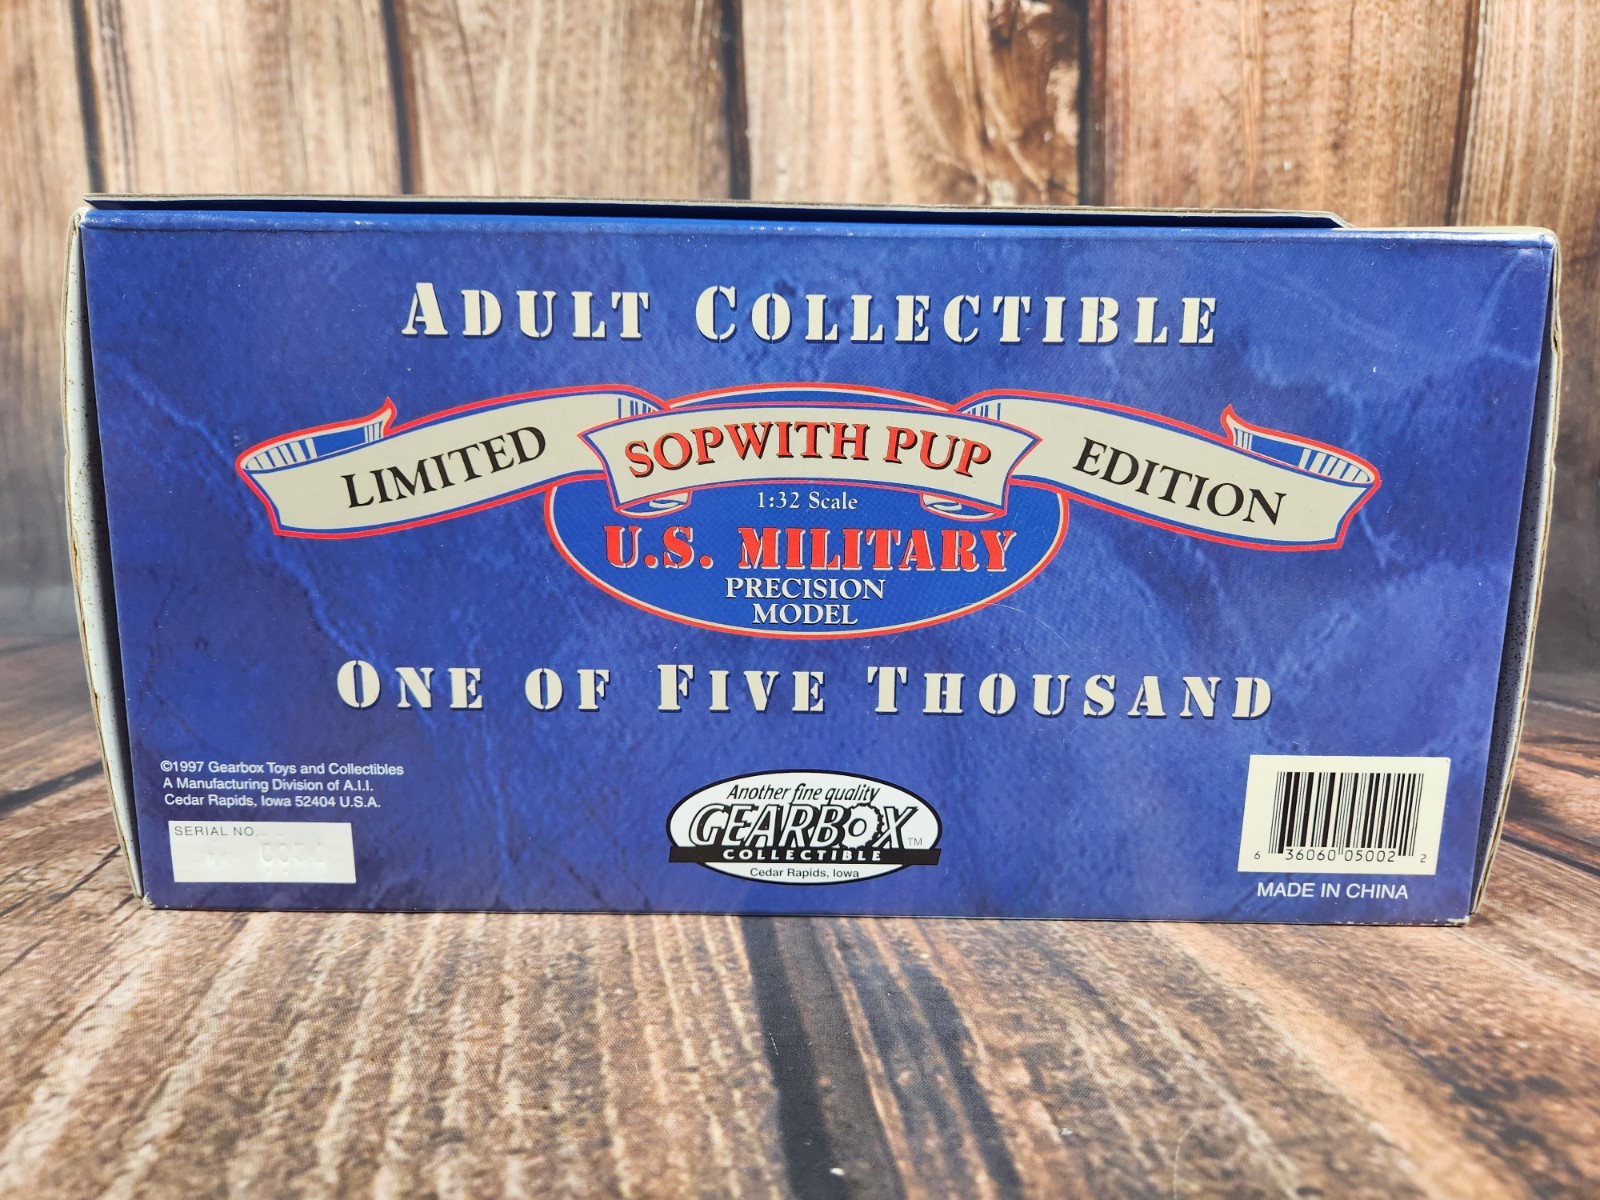 ADULT COLLECTIBLE
LIMITED SOPWITH PUP EDITION
1:32 Scale
U.S. MILITARY
PRECISION
MODEL
ONE OF FIVE THOUSAND
©1997 Gearbox Toys and Collectibles
A Manufacturing Division of A.I.I.
Cedar Rapids, Iowa 52404 U.S.A.
SERIAL NO.
Another fine quality
GEARBOX™
COLLECTIBLE
Cedar Rapids, Iowa
6 36060 05002 2
MADE IN CHINA